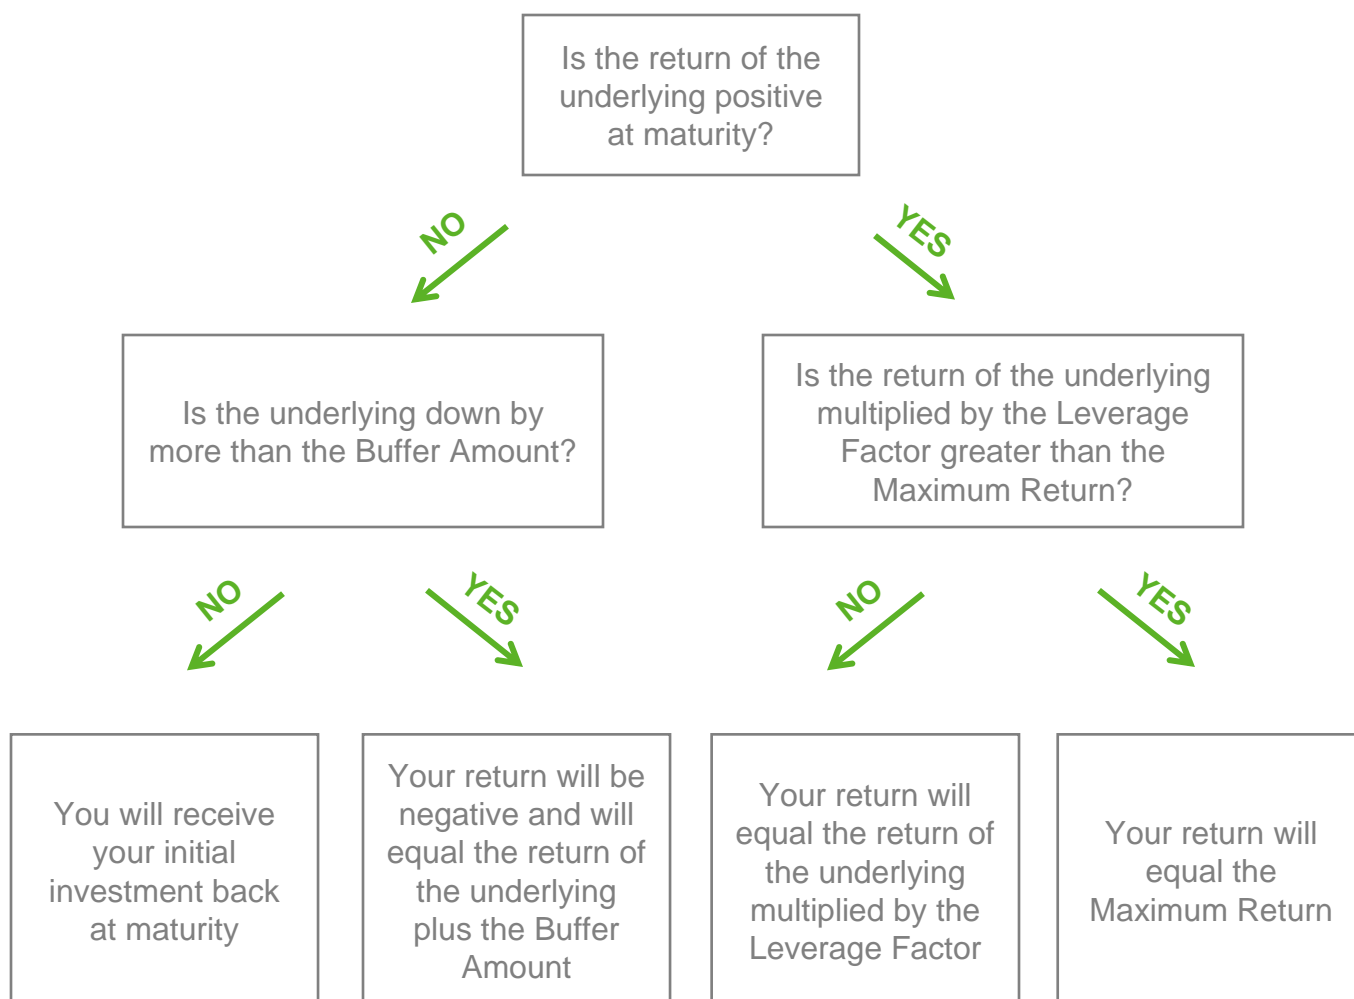 Is the return of the
underlying positive
at maturity?
NO
YES
Is the underlying down by
more than the Buffer Amount?
Is the return of the underlying
multiplied by the Leverage
Factor greater than the
Maximum Return?
NO
YES
NO
YES
You will receive
your initial
investment back
at maturity
Your return will be
negative and will
equal the return of
the underlying
plus the Buffer
Amount
Your return will
equal the return of
the underlying
multiplied by the
Leverage Factor
Your return will
equal the
Maximum Return